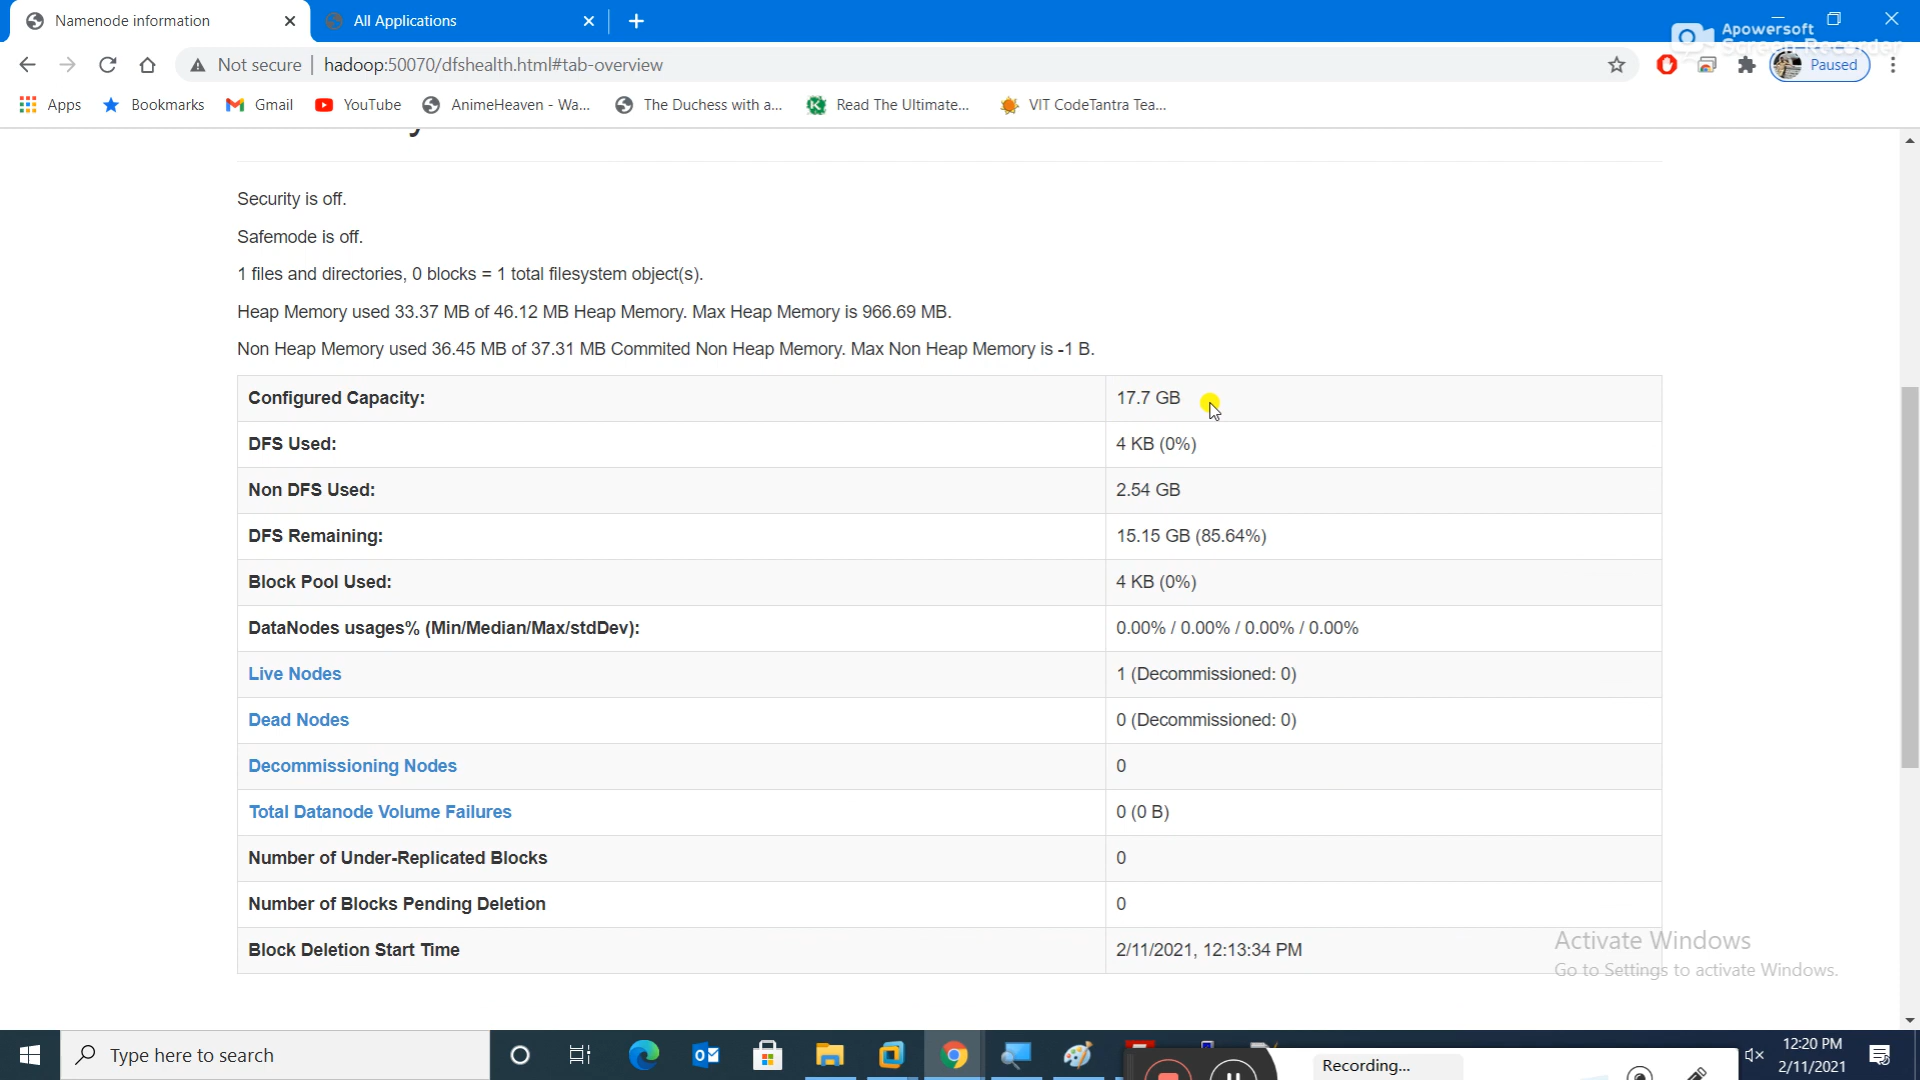 Namenode information
All Applications
Apowersoft
Screen Recorder
Not secure
hadoop:50070/dfshealth.html#tab-overview
Paused
Apps
Bookmarks
Gmail
YouTube
AnimeHeaven - Wa...
The Duchess with a...
Read The Ultimate...
VIT CodeTantra Tea...
Security is off.
Safemode is off.
1 files and directories, 0 blocks = 1 total filesystem object(s).
Heap Memory used 33.37 MB of 46.12 MB Heap Memory. Max Heap Memory is 966.69 MB.
Non Heap Memory used 36.45 MB of 37.31 MB Commited Non Heap Memory. Max Non Heap Memory is -1 B.
Configured Capacity: 17.7 GB
DFS Used: 4 KB (0%)
Non DFS Used: 2.54 GB
DFS Remaining: 15.15 GB (85.64%)
Block Pool Used: 4 KB (0%)
DataNodes usages% (Min/Median/Max/stdDev): 0.00% / 0.00% / 0.00% / 0.00%
Live Nodes 1 (Decommissioned: 0)
Dead Nodes 0 (Decommissioned: 0)
Decommissioning Nodes 0
Total Datanode Volume Failures 0 (0 B)
Number of Under-Replicated Blocks 0
Number of Blocks Pending Deletion 0
Block Deletion Start Time 2/11/2021, 12:13:34 PM
Activate Windows
Go to Settings to activate Windows.
Type here to search
Recording...
12:20 PM
2/11/2021